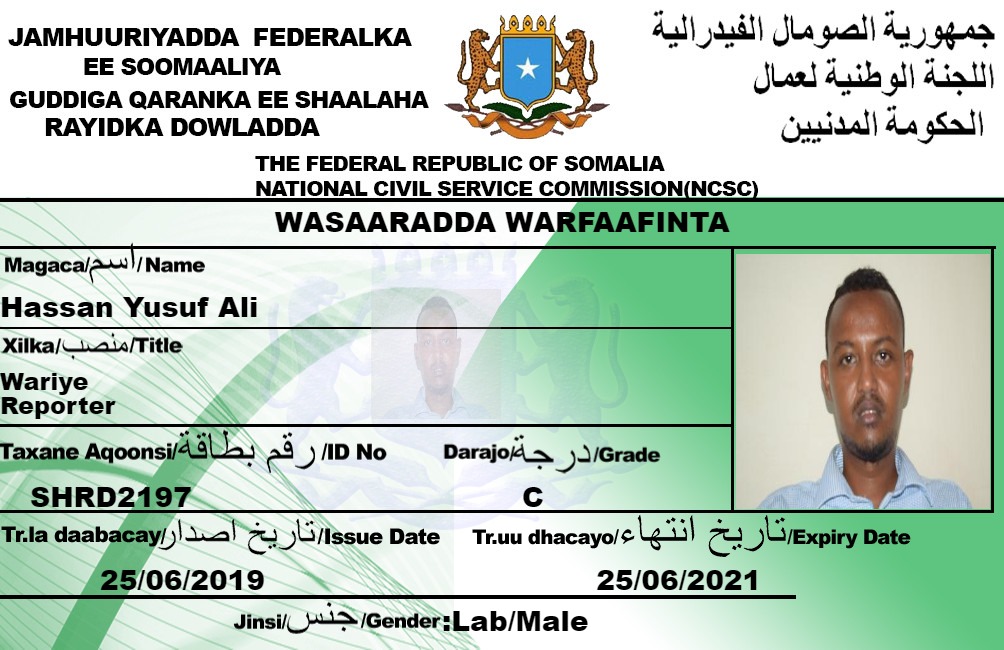 JAMHUURIYADDA FEDERALKA
EE SOOMAALIYA
GUDDIGA QARANKA EE SHAALAHA
RAYIDKA DOWLADDA
جمهورية الصومال الفيدرالية
اللجنة الوطنية لعمال
الحكومة المدنيين
THE FEDERAL REPUBLIC OF SOMALIA
NATIONAL CIVIL SERVICE COMMISSION(NCSC)
WASAARADDA WARFAAFINTA
Magaca/اسم/Name
Hassan Yusuf Ali
Xilka/منصب/Title
Wariye
Reporter
Taxane Aqoonsi/رقم بطاقة/ID No
Darajo/درجة/Grade
SHRD2197
C
Tr.la daabacay/تاريخ اصدار/Issue Date
Tr.uu dhacayo/تاريخ انتهاء/Expiry Date
25/06/2019
25/06/2021
Jinsi/جنس/Gender:Lab/Male